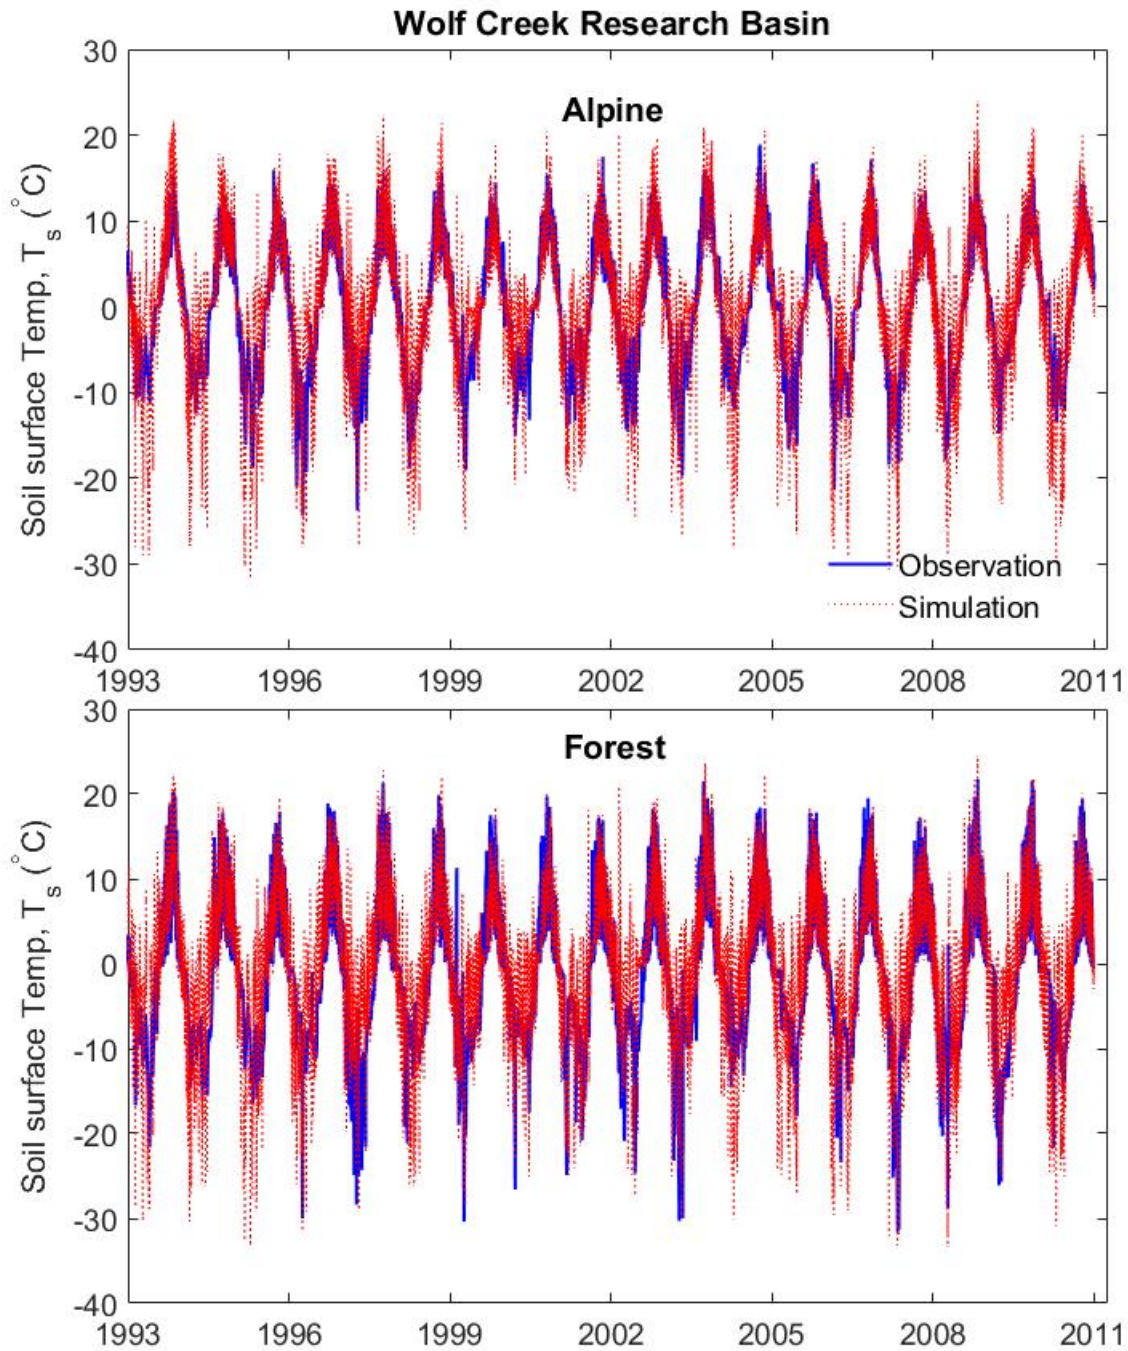 Wolf Creek Research Basin
Alpine
Soil surface Temp, T_s (°C)
30
20
10
0
-10
-20
-30
-40
Observation
Simulation
1993 1996 1999 2002 2005 2008 2011
Forest
Soil surface Temp, T_s (°C)
30
20
10
0
-10
-20
-30
-40
1993 1996 1999 2002 2005 2008 2011